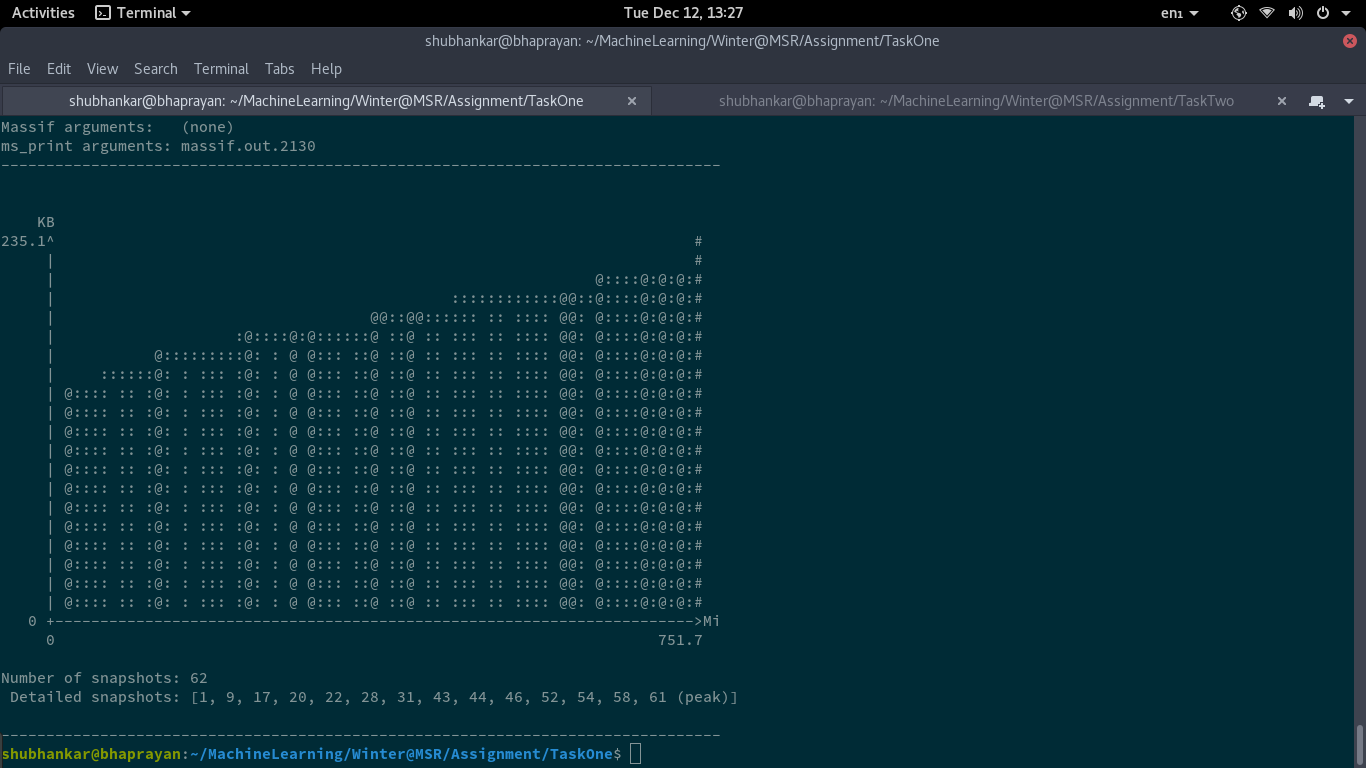 Activities Terminal Tue Dec 12, 13:27 en1
shubhankar@bhaprayan: ~/MachineLearning/Winter@MSR/Assignment/TaskOne
File Edit View Search Terminal Tabs Help
shubhankar@bhaprayan: ~/MachineLearning/Winter@MSR/Assignment/TaskOne × shubhankar@bhaprayan: ~/MachineLearning/Winter@MSR/Assignment/TaskTwo ×
Massif arguments:   (none)
ms_print arguments: massif.out.2130
--------------------------------------------------------------------------------
    KB
235.1^                                                                       #
     |                                                                       #
     |                                                            @::::@:@:@:#
     |                                            ::::::::::::@@::@::::@:@:@:#
     |                                   @@::@@:::::: :: :::: @@: @::::@:@:@:#
     |                    :@::::@:@::::::@ ::@ :: ::: :: :::: @@: @::::@:@:@:#
     |           @:::::::::@: : @ @::: ::@ ::@ :: ::: :: :::: @@: @::::@:@:@:#
     |     ::::::@: : ::: :@: : @ @::: ::@ ::@ :: ::: :: :::: @@: @::::@:@:@:#
     | @:::: :: :@: : ::: :@: : @ @::: ::@ ::@ :: ::: :: :::: @@: @::::@:@:@:#
     | @:::: :: :@: : ::: :@: : @ @::: ::@ ::@ :: ::: :: :::: @@: @::::@:@:@:#
     | @:::: :: :@: : ::: :@: : @ @::: ::@ ::@ :: ::: :: :::: @@: @::::@:@:@:#
     | @:::: :: :@: : ::: :@: : @ @::: ::@ ::@ :: ::: :: :::: @@: @::::@:@:@:#
     | @:::: :: :@: : ::: :@: : @ @::: ::@ ::@ :: ::: :: :::: @@: @::::@:@:@:#
     | @:::: :: :@: : ::: :@: : @ @::: ::@ ::@ :: ::: :: :::: @@: @::::@:@:@:#
     | @:::: :: :@: : ::: :@: : @ @::: ::@ ::@ :: ::: :: :::: @@: @::::@:@:@:#
     | @:::: :: :@: : ::: :@: : @ @::: ::@ ::@ :: ::: :: :::: @@: @::::@:@:@:#
     | @:::: :: :@: : ::: :@: : @ @::: ::@ ::@ :: ::: :: :::: @@: @::::@:@:@:#
     | @:::: :: :@: : ::: :@: : @ @::: ::@ ::@ :: ::: :: :::: @@: @::::@:@:@:#
     | @:::: :: :@: : ::: :@: : @ @::: ::@ ::@ :: ::: :: :::: @@: @::::@:@:@:#
     | @:::: :: :@: : ::: :@: : @ @::: ::@ ::@ :: ::: :: :::: @@: @::::@:@:@:#
   0 +----------------------------------------------------------------------->Mi
     0                                                                   751.7
Number of snapshots: 62
 Detailed snapshots: [1, 9, 17, 20, 22, 28, 31, 43, 44, 46, 52, 54, 58, 61 (peak)]
--------------------------------------------------------------------------------
shubhankar@bhaprayan:~/MachineLearning/Winter@MSR/Assignment/TaskOne$